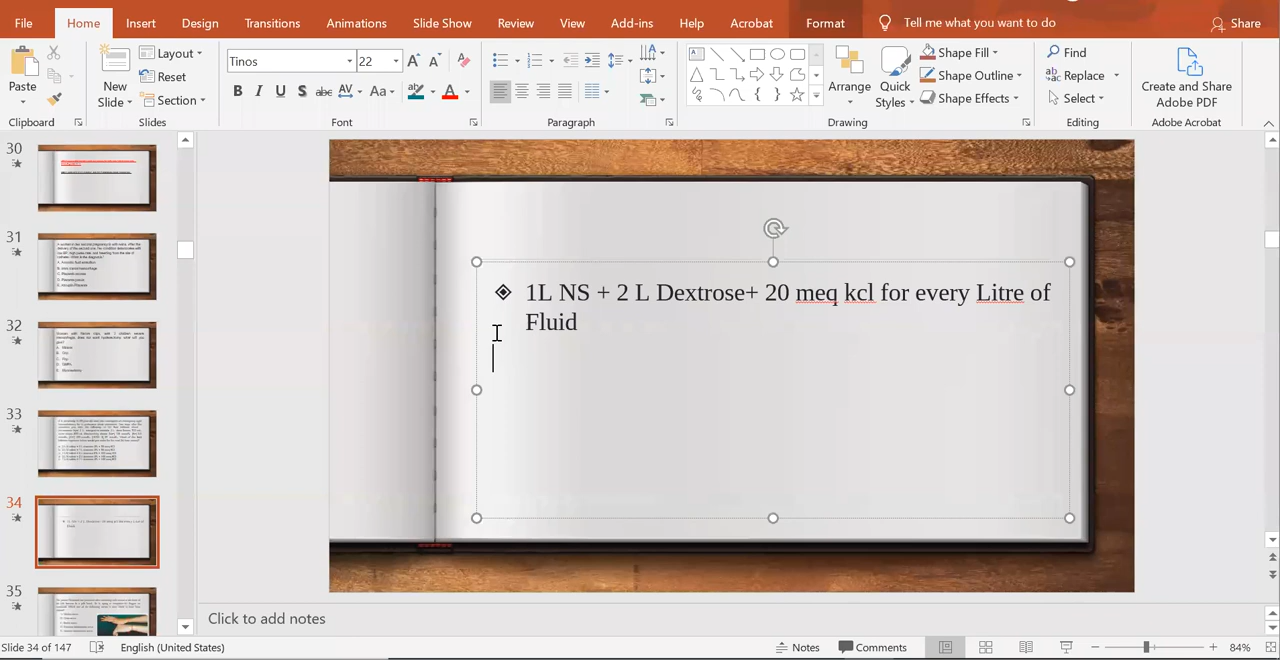 File Home Insert Design Transitions Animations Slide Show Review View Add-ins Help Acrobat Format Tell me what you want to do Share
Paste
Clipboard
New
Slide
Layout
Reset
Section
Slides
Tinos 22
B I U S abc AV Aa A
Font
Paragraph
Arrange
Quick
Styles
Shape Fill
Shape Outline
Shape Effects
Drawing
Find
Replace
Select
Editing
Create and Share
Adobe PDF
Adobe Acrobat
30
31
32
33
34
35
1L NS + 2 L Dextrose+ 20 meq kcl for every Litre of
Fluid
Click to add notes
Slide 34 of 147 English (United States) Notes Comments 84%